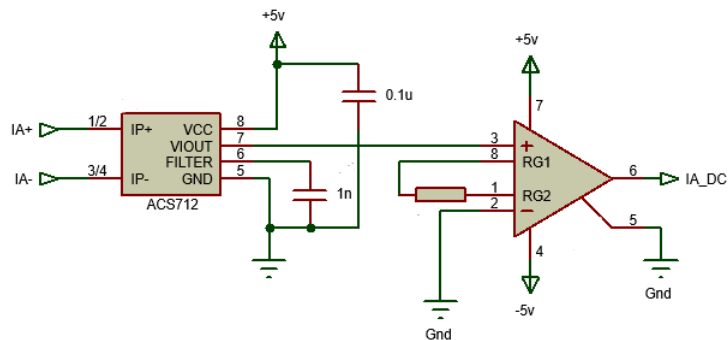 +5v
0.1u
IA+
1/2
IP+
VCC
8
VIOUT
7
FILTER
6
IA-
3/4
IP-
GND
5
ACS712
1n
+5v
7
3
+
8
RG1
1
RG2
2
-
6
IA_DC
5
4
-5v
Gnd
Gnd